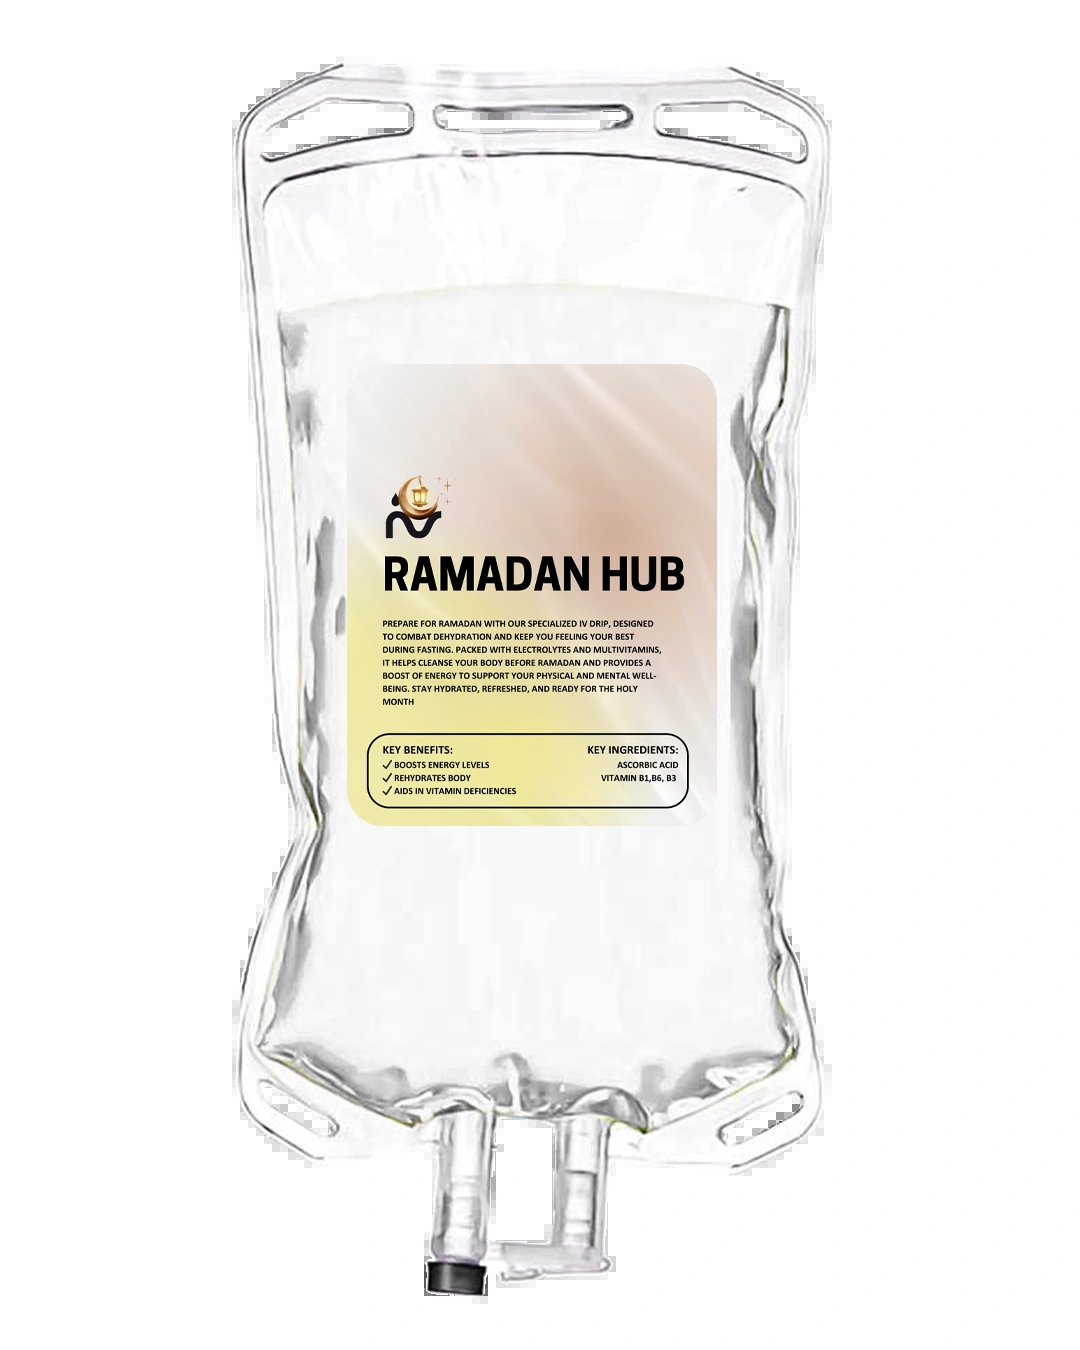 RAMADAN HUB
PREPARE FOR RAMADAN WITH OUR SPECIALIZED IV DRIP, DESIGNED
TO COMBAT DEHYDRATION AND KEEP YOU FEELING YOUR BEST
DURING FASTING. PACKED WITH ELECTROLYTES AND MULTIVITAMINS,
IT HELPS CLEANSE YOUR BODY BEFORE RAMADAN AND PROVIDES A
BOOST OF ENERGY TO SUPPORT YOUR PHYSICAL AND MENTAL WELL-
BEING. STAY HYDRATED, REFRESHED, AND READY FOR THE HOLY
MONTH
KEY BENEFITS:
✓ BOOSTS ENERGY LEVELS
✓ REHYDRATES BODY
✓ AIDS IN VITAMIN DEFICIENCIES
KEY INGREDIENTS:
ASCORBIC ACID
VITAMIN B1,B6, B3